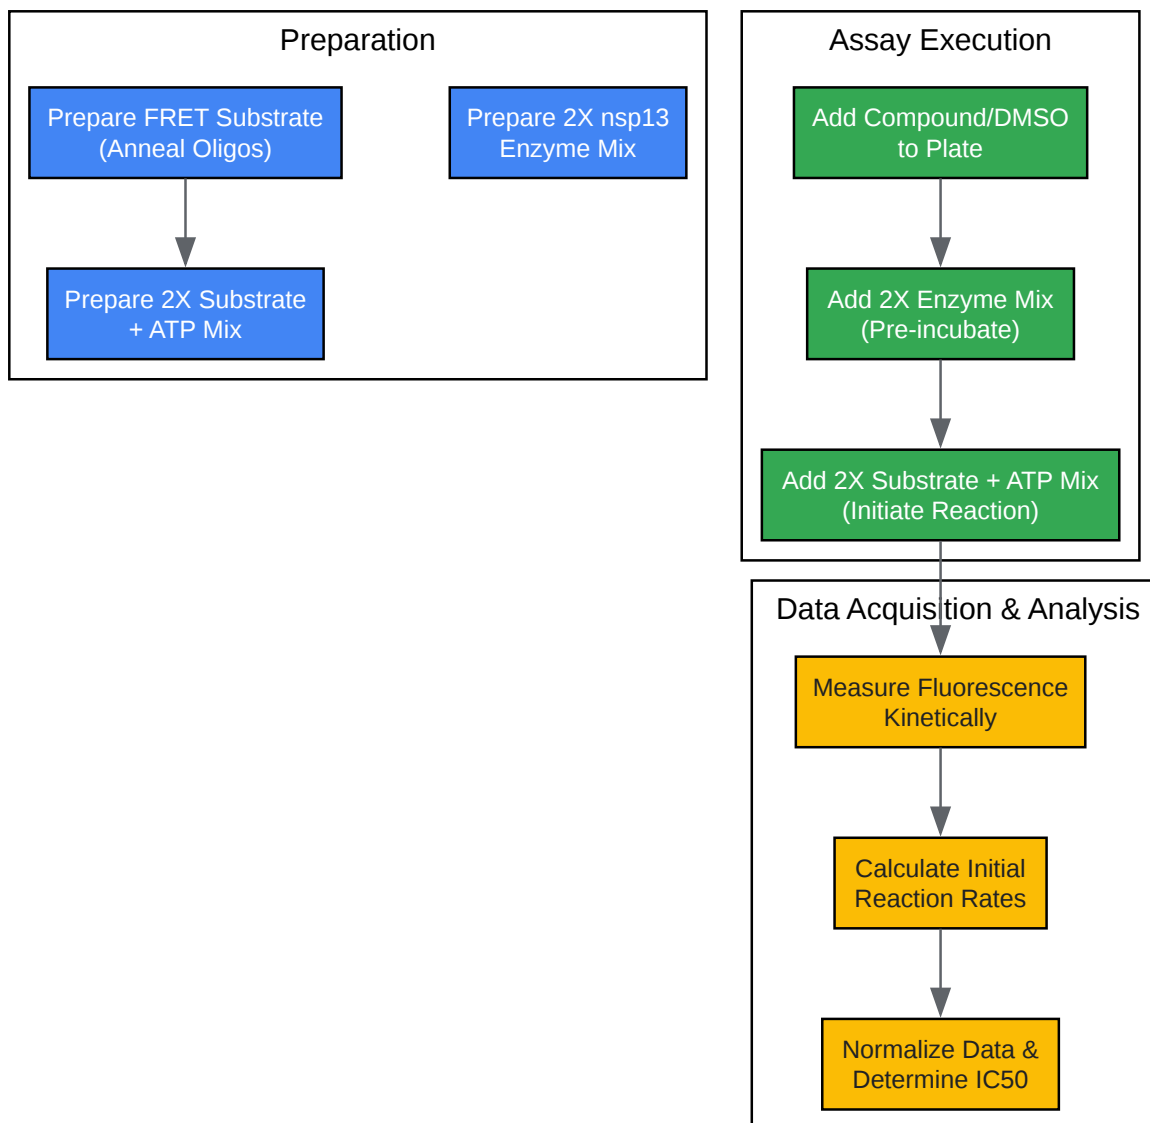 Preparation
Prepare FRET Substrate
(Anneal Oligos)
Prepare 2X nsp13
Enzyme Mix
Prepare 2X Substrate
+ ATP Mix
Assay Execution
Add Compound/DMSO
to Plate
Add 2X Enzyme Mix
(Pre-incubate)
Add 2X Substrate + ATP Mix
(Initiate Reaction)
Data Acquisition & Analysis
Measure Fluorescence
Kinetically
Calculate Initial
Reaction Rates
Normalize Data &
Determine IC50